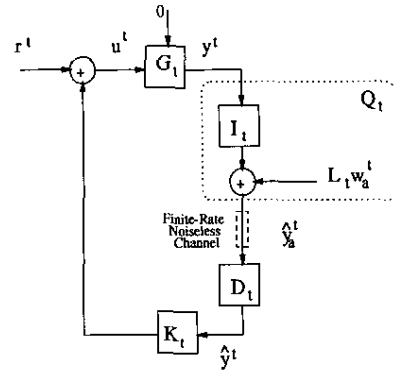 0
r^t
u^t
G_t
y^t
Q_t
I_t
L_t w_a^t
Finite-Rate
Noiseless
Channel
ŷ_a^t
D_t
K_t
ŷ^t